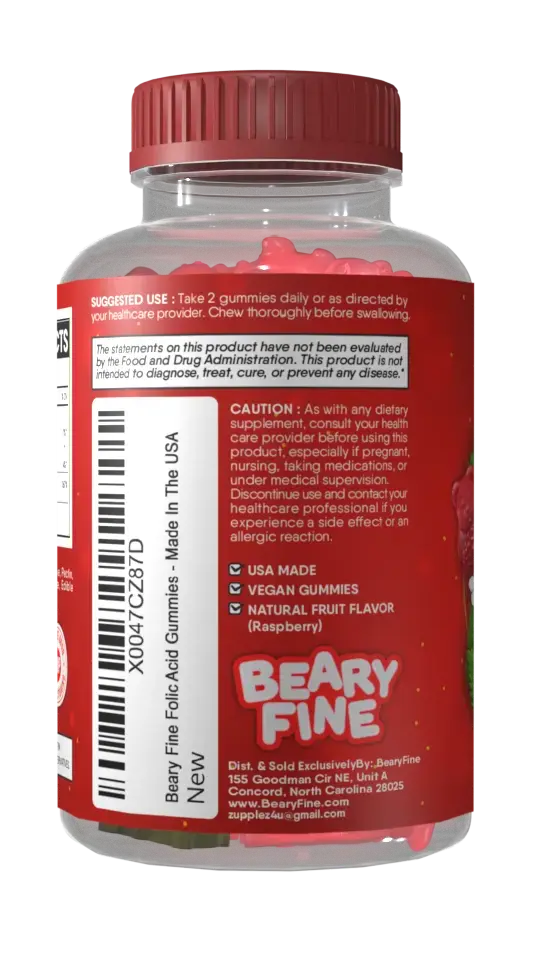 SUGGESTED USE : Take 2 gummies daily or as directed by
your healthcare provider. Chew thoroughly before swallowing.
The statements on this product have not been evaluated
by the Food and Drug Administration. This product is not
intended to diagnose, treat, cure, or prevent any disease.*
CTS
X0047CZ87D
Beary Fine Folic Acid Gummies - Made In The USA
New
CAUTION : As with any dietary
supplement, consult your health
care provider before using this
product, especially if pregnant,
nursing, taking medications, or
under medical supervision.
Discontinue use and contact your
healthcare professional if you
experience a side effect or an
allergic reaction.
USA MADE
VEGAN GUMMIES
NATURAL FRUIT FLAVOR
(Raspberry)
BEARY
FINE
Dist. & Sold ExclusivelyBy: BearyFine
155 Goodman Cir NE, Unit A
Concord, North Carolina 28025
www.BearyFine.com
zupplez4u@gmail.com